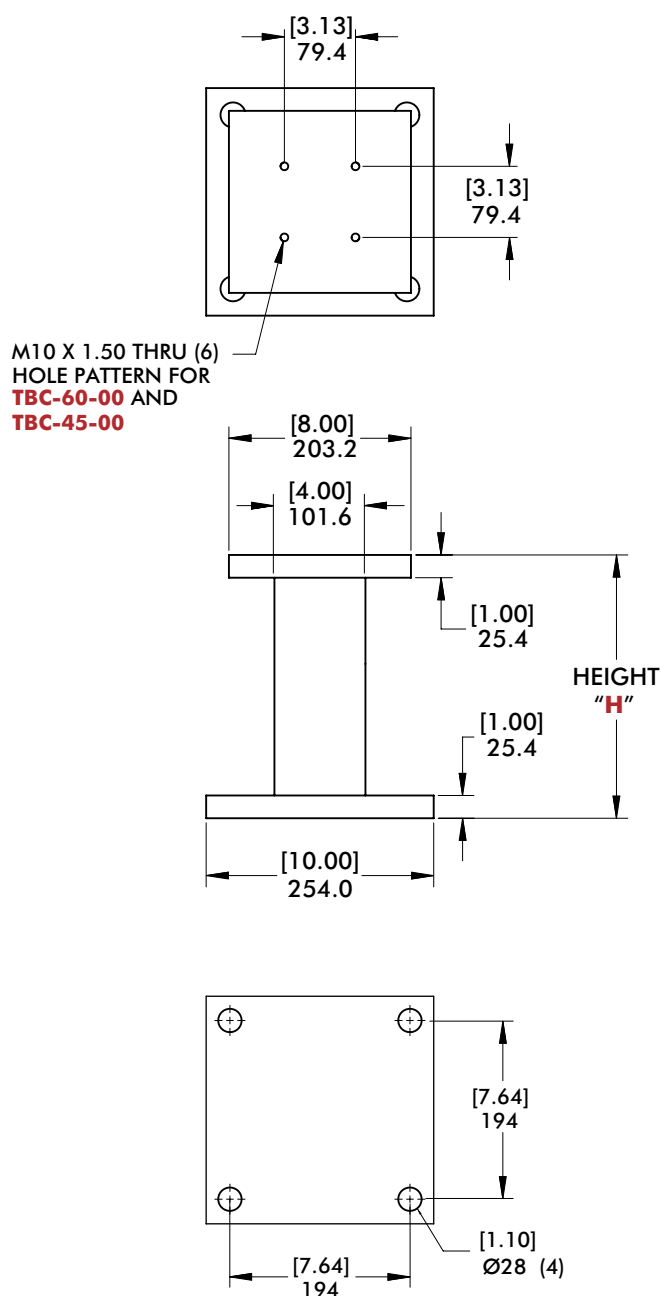 [3.13]
79.4
[3.13]
79.4
M10 X 1.50 THRU (6)
HOLE PATTERN FOR
TBC-60-00 AND
TBC-45-00
[8.00]
203.2
[4.00]
101.6
[1.00]
25.4
HEIGHT
“H”
[1.00]
25.4
[10.00]
254.0
[7.64]
194
[1.10]
Ø28 (4)
[7.64]
194